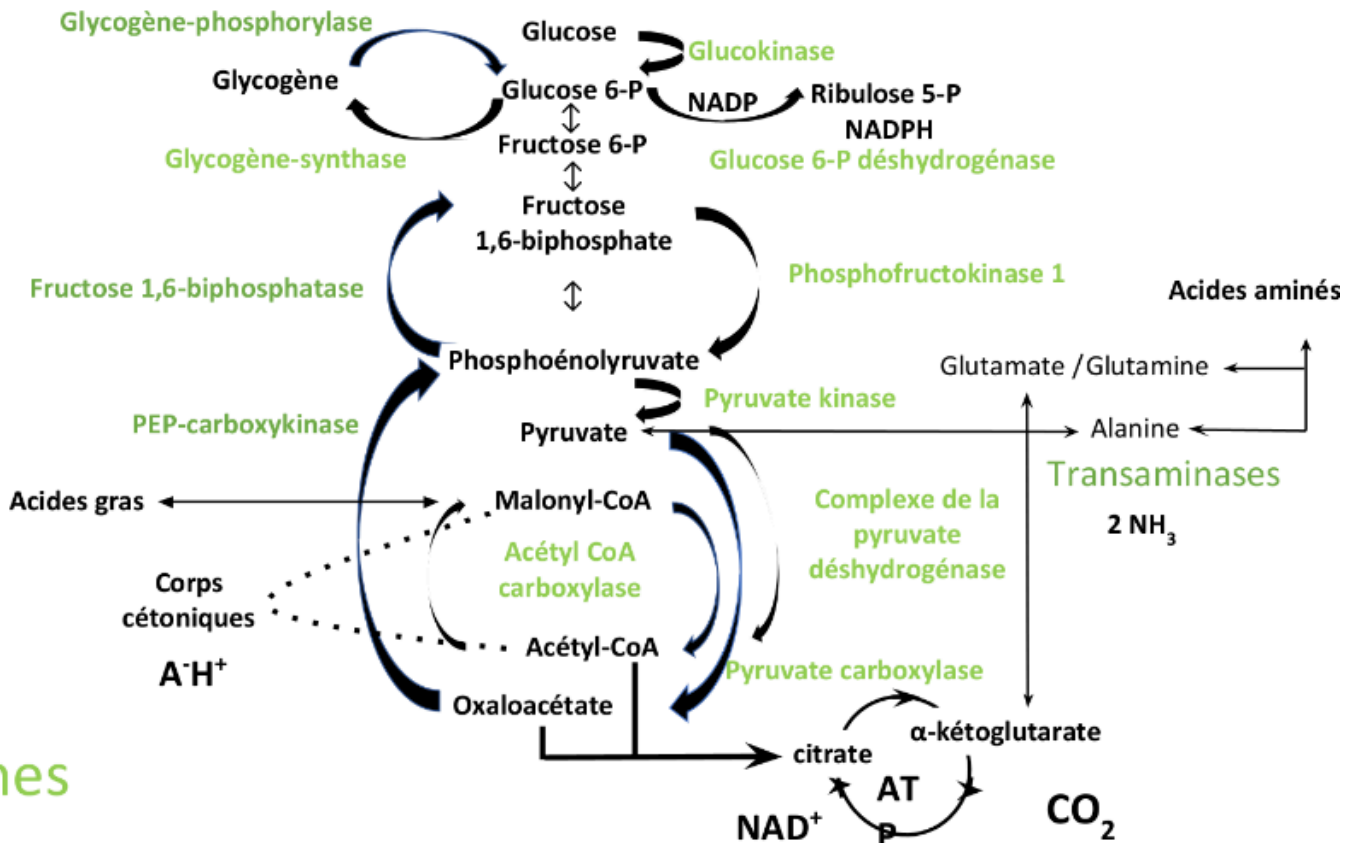 Glycogène-phosphorylase
Glucose
Glucokinase
Glycogène
Glucose 6-P
NADP
Ribulose 5-P
NADPH
Fructose 6-P
Glycogène-synthase
Glucose 6-P déshydrogénase
Fructose
1,6-biphosphate
Fructose 1,6-biphosphatase
Phosphofructokinase 1
Acides aminés
Phosphoénolyruvate
Glutamate /Glutamine
PEP-carboxykinase
Pyruvate kinase
Pyruvate
Alanine
Transaminases
Acides gras
Malonyl-CoA
Complexe de la
pyruvate
déshydrogénase
2 NH₃
Acétyl CoA
carboxylase
Corps
cétoniques
A⁻H⁺
Acétyl-CoA
Pyruvate carboxylase
Oxaloacétate
α-kétoglutarate
citrate
AT
P
NAD⁺
CO₂
nes